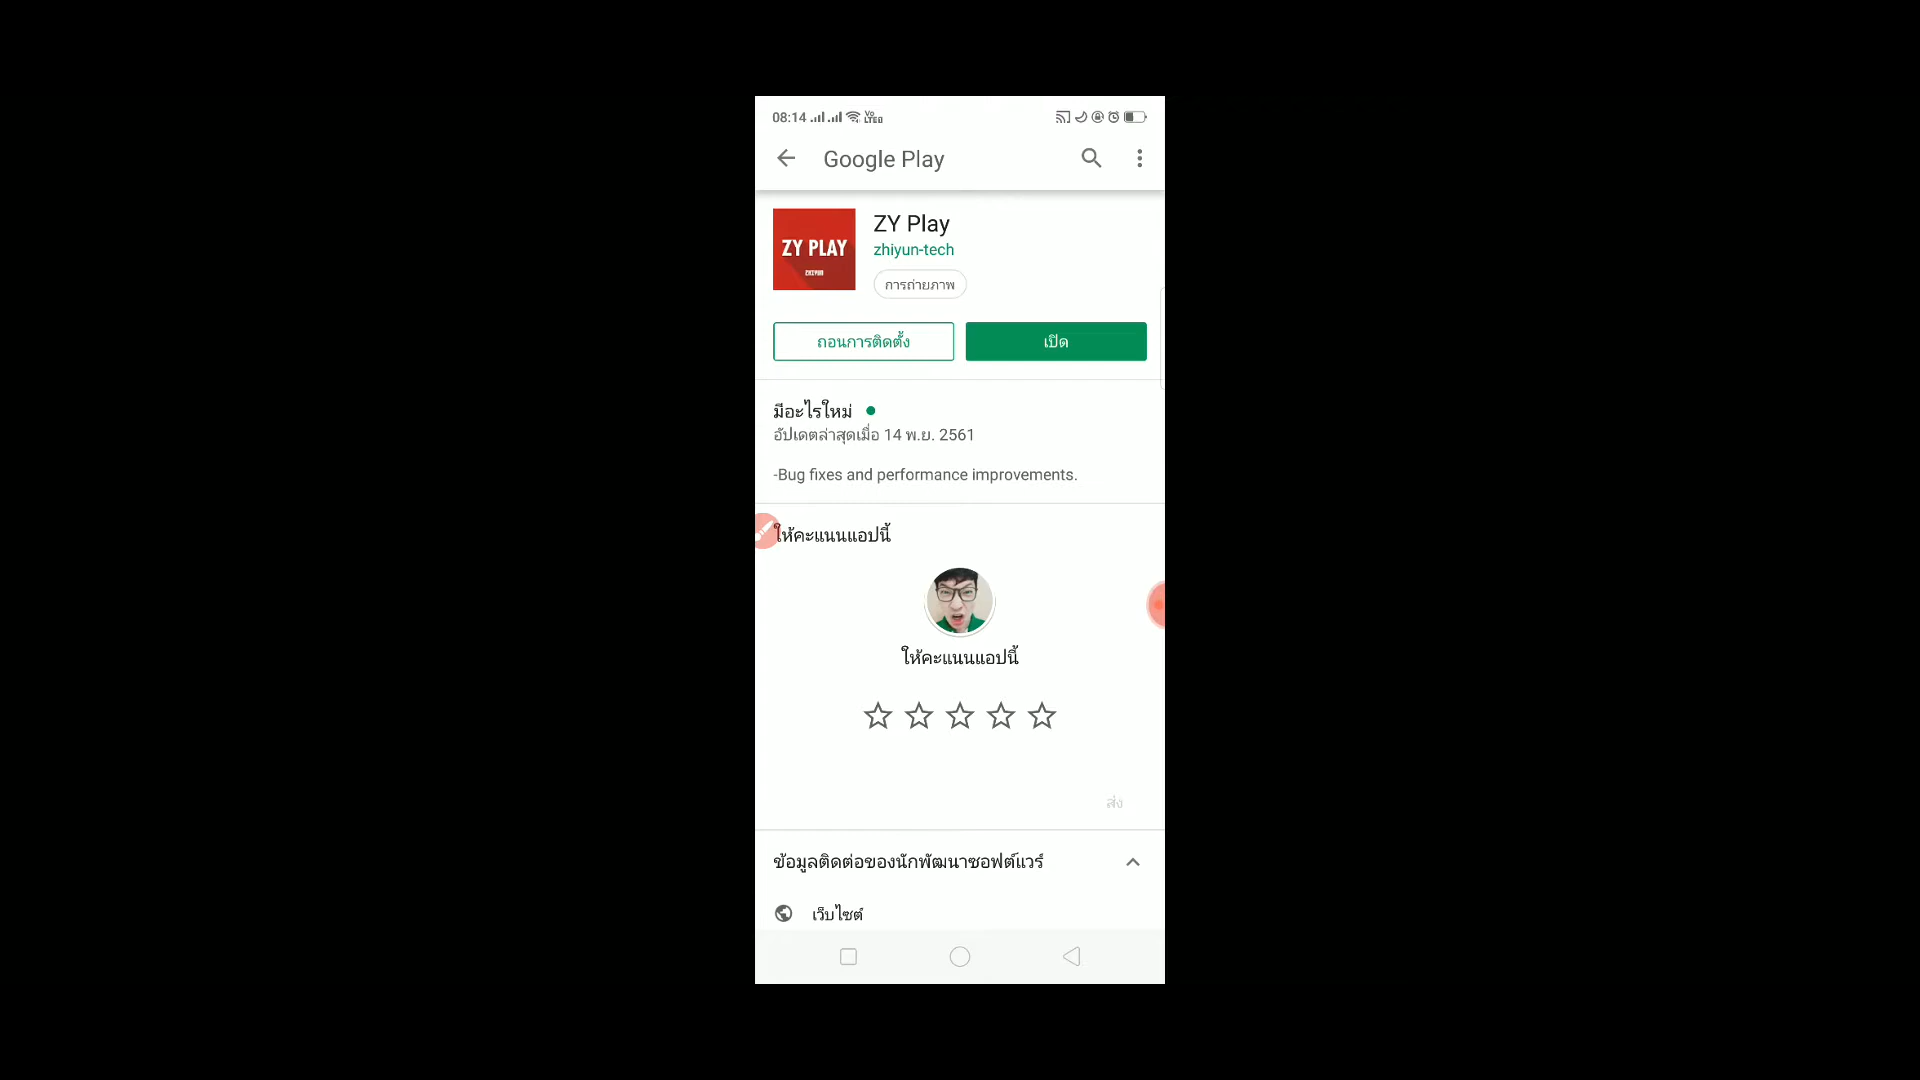 08:14 Vo LTE
Google Play
ZY PLAY
ZHIYUN
ZY Play
zhiyun-tech
การถ่ายภาพ
ถอนการติดตั้ง
เปิด
มีอะไรใหม่
อัปเดตล่าสุดเมื่อ 14 พ.ย. 2561
-Bug fixes and performance improvements.
ให้คะแนนแอปนี้
ให้คะแนนแอปนี้
ส่ง
ข้อมูลติดต่อของนักพัฒนาซอฟต์แวร์
เว็บไซต์